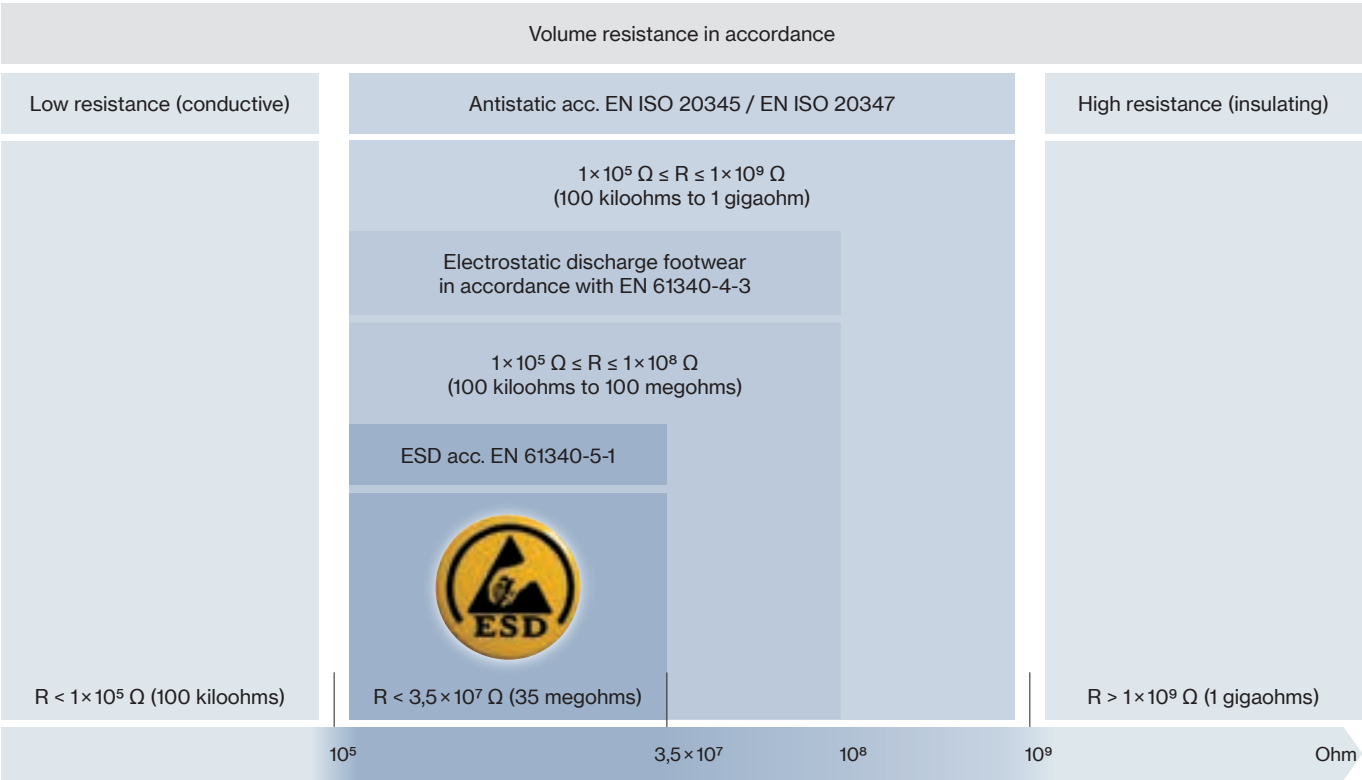 Volume resistance in accordance
Low resistance (conductive)
Antistatic acc. EN ISO 20345 / EN ISO 20347
High resistance (insulating)
1×10⁵ Ω ≤ R ≤ 1×10⁹ Ω
(100 kiloohms to 1 gigaohm)
Electrostatic discharge footwear
in accordance with EN 61340-4-3
1×10⁵ Ω ≤ R ≤ 1×10⁸ Ω
(100 kiloohms to 100 megohms)
ESD acc. EN 61340-5-1
ESD
R < 1×10⁵ Ω (100 kiloohms)
R < 3,5×10⁷ Ω (35 megohms)
R > 1×10⁹ Ω (1 gigaohms)
10⁵ 3,5×10⁷ 10⁸ 10⁹ Ohm